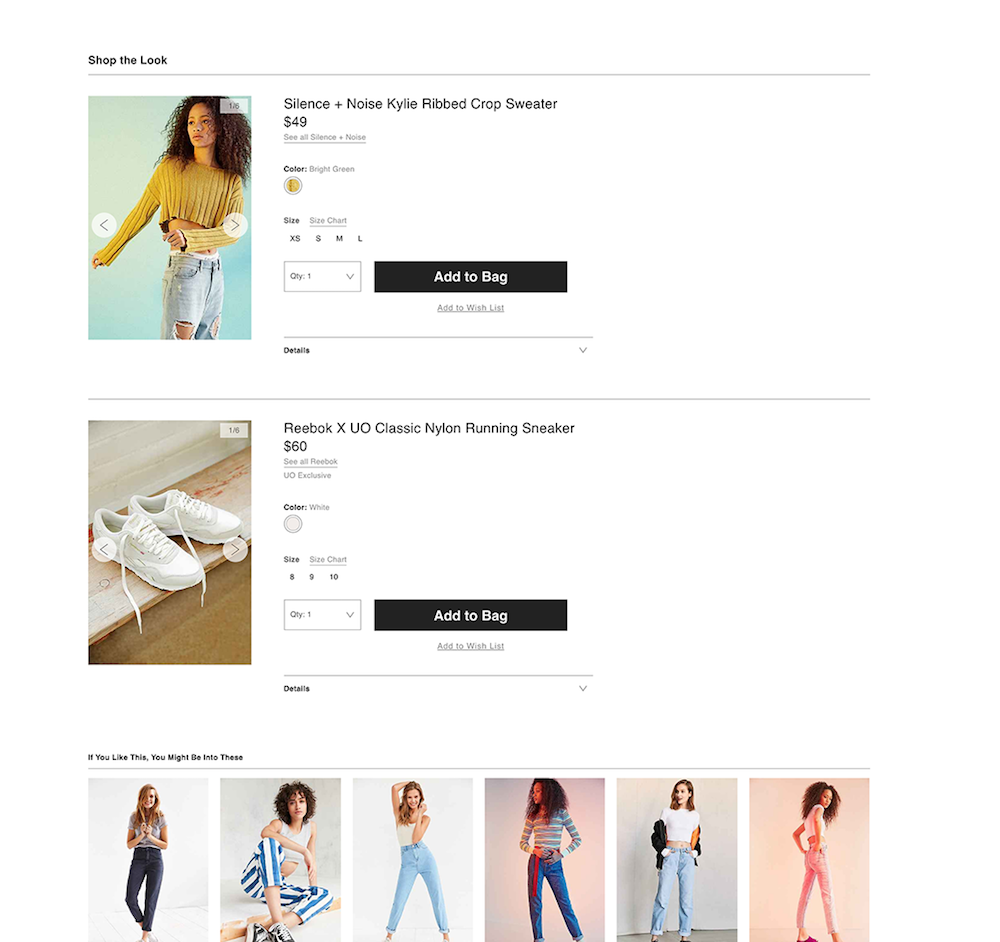 Shop the Look
1/6
Silence + Noise Kylie Ribbed Crop Sweater
$49
See all Silence + Noise
Color: Bright Green
Size Size Chart
XS S M L
Qty: 1 Add to Bag
Add to Wish List
Details
1/6
Reebok X UO Classic Nylon Running Sneaker
$60
See all Reebok
UO Exclusive
Color: White
Size Size Chart
8 9 10
Qty: 1 Add to Bag
Add to Wish List
Details
If You Like This, You Might Be Into These